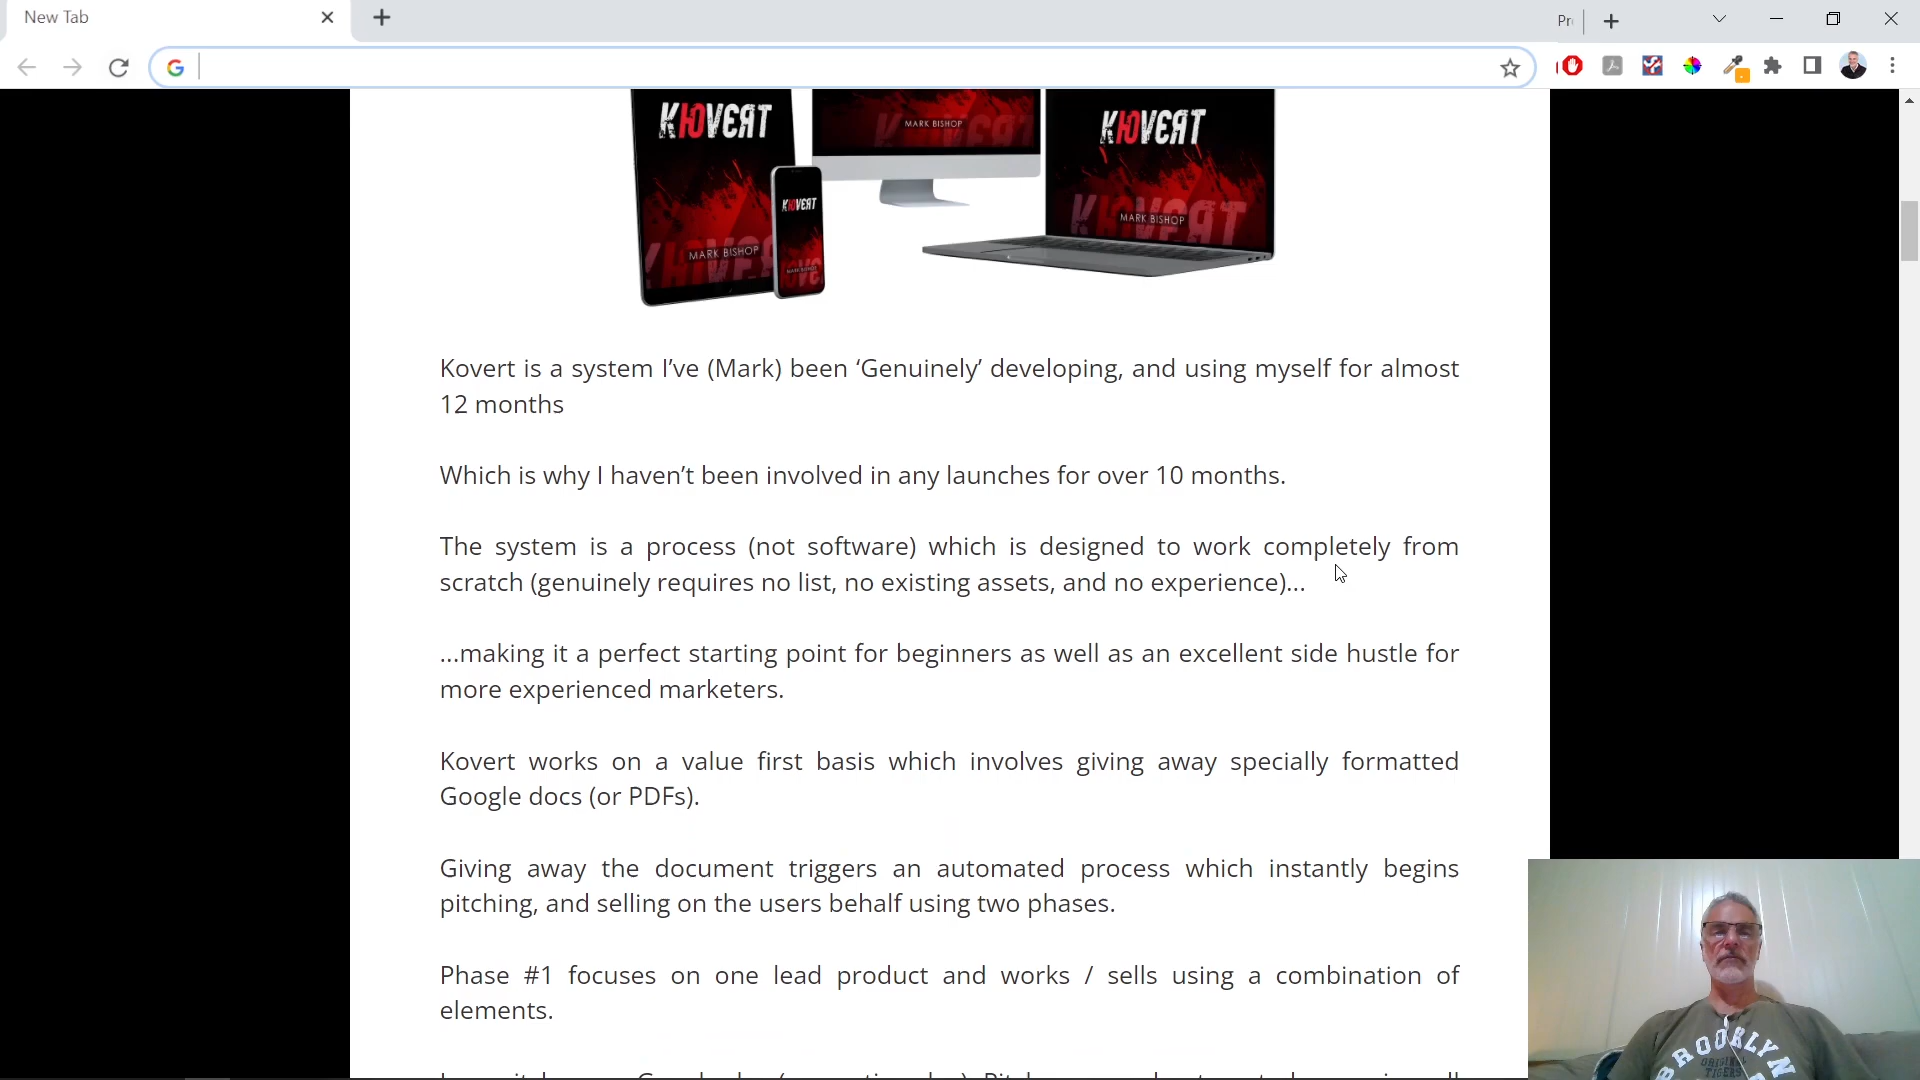 New Tab
Pr
KЮVERT
MARK BISHOP
KЮVERT
MARK BISHOP
KЮVERT
MARK BISHOP
Kovert is a system I’ve (Mark) been ‘Genuinely’ developing, and using myself for almost
12 months
Which is why I haven’t been involved in any launches for over 10 months.
The system is a process (not software) which is designed to work completely from
scratch (genuinely requires no list, no existing assets, and no experience)...
...making it a perfect starting point for beginners as well as an excellent side hustle for
more experienced marketers.
Kovert works on a value first basis which involves giving away specially formatted
Google docs (or PDFs).
Giving away the document triggers an automated process which instantly begins
pitching, and selling on the users behalf using two phases.
Phase #1 focuses on one lead product and works / sells using a combination of
elements.
BROOKLYN
ORIGINAL
TIGERS